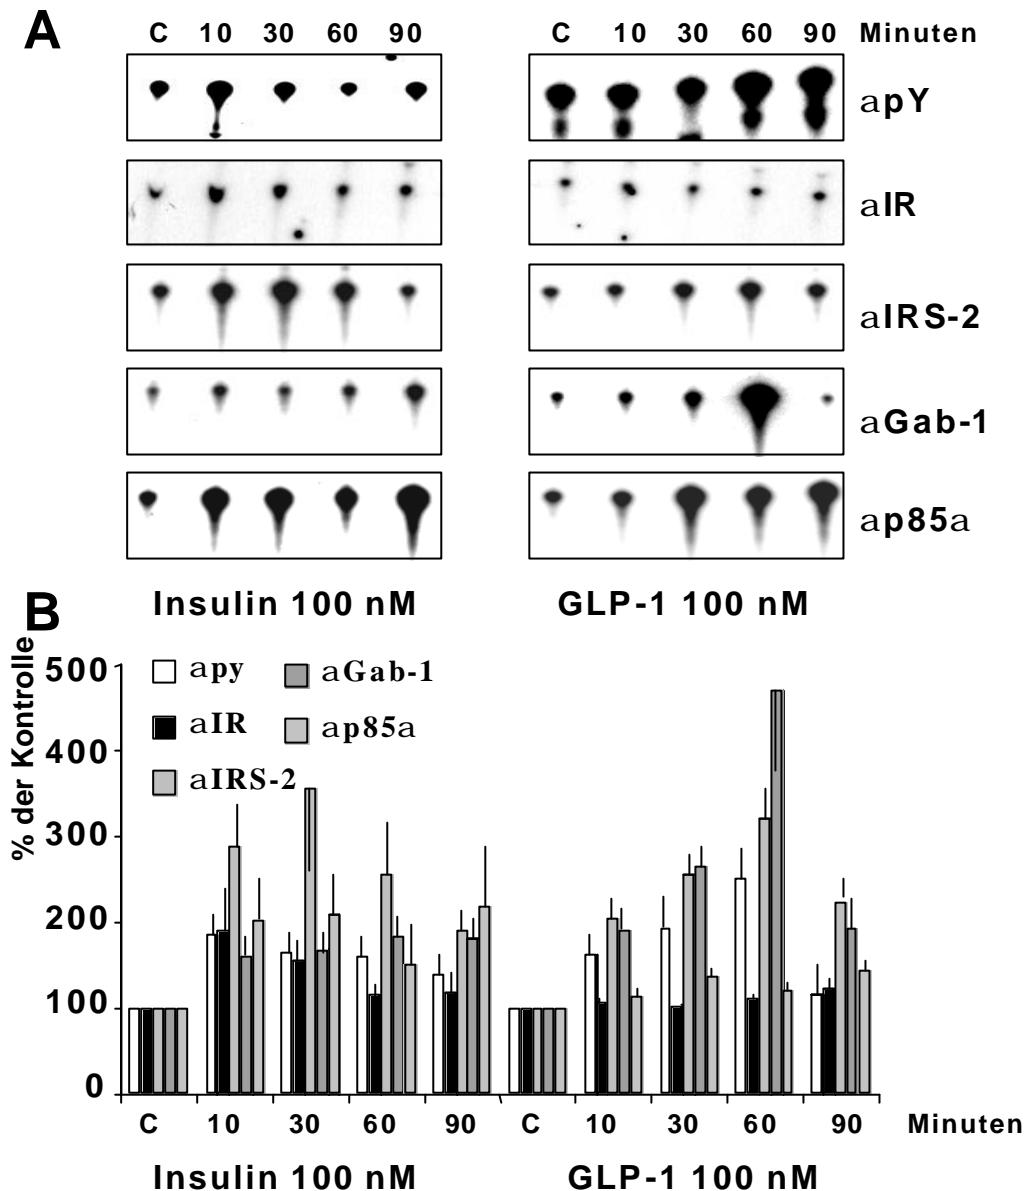 A
C 10 30 60 90 C 10 30 60 90 Minuten
apY
aIR
aIRS-2
aGab-1
ap85a
Insulin 100 nM GLP-1 100 nM
B
% der Kontrolle
500
400
300
200
100
0
apy aGab-1
aIR ap85a
aIRS-2
C 10 30 60 90 C 10 30 60 90 Minuten
Insulin 100 nM GLP-1 100 nM